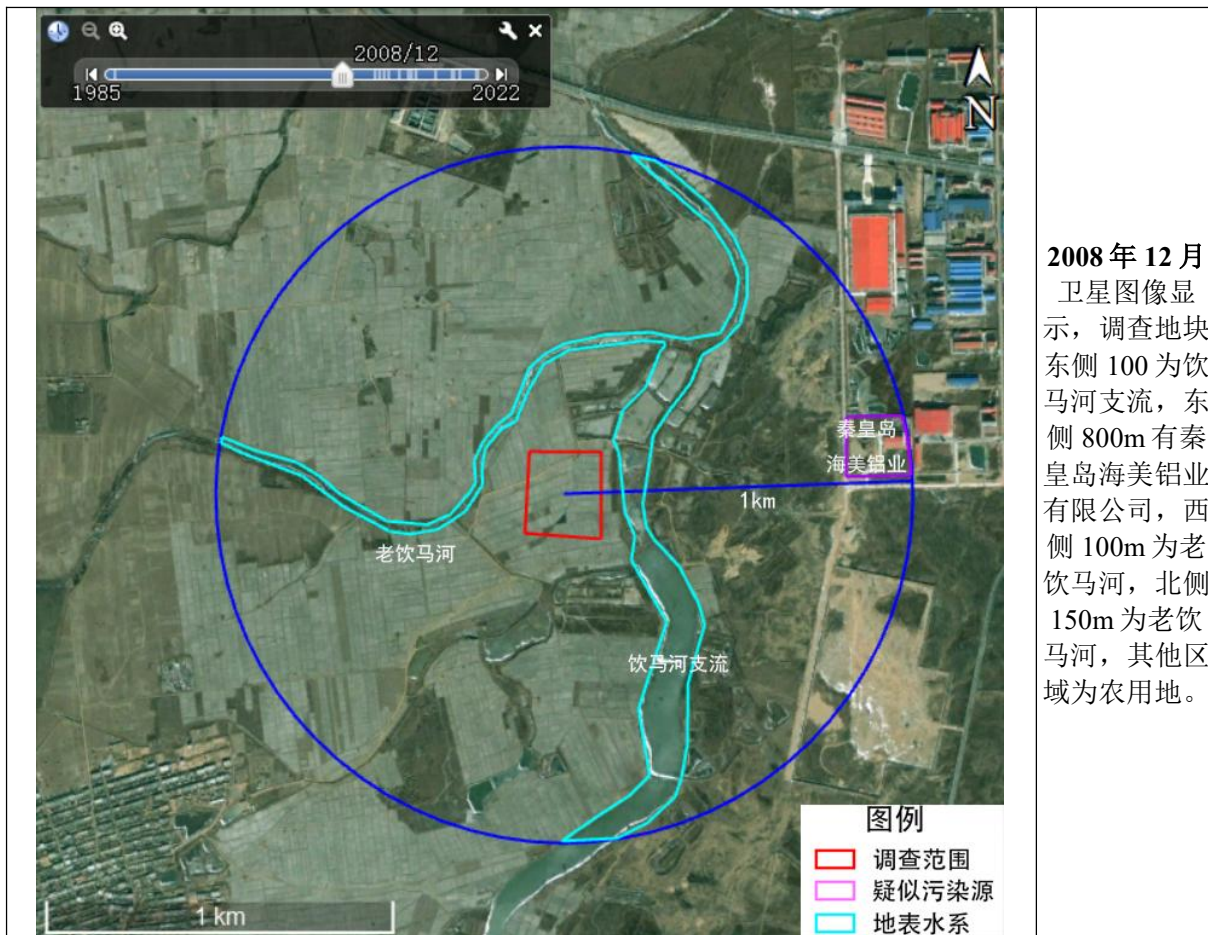 2008/12
1985
2022
N
秦皇岛
海美铝业
1km
老饮马河
饮马河支流
1 km
图例
调查范围
疑似污染源
地表水系
2008 年 12 月
卫星图像显
示，调查地块
东侧 100 为饮
马河支流，东
侧 800m 有秦
皇岛海美铝业
有限公司，西
侧 100m 为老
饮马河，北侧
150m 为老饮
马河，其他区
域为农用地。